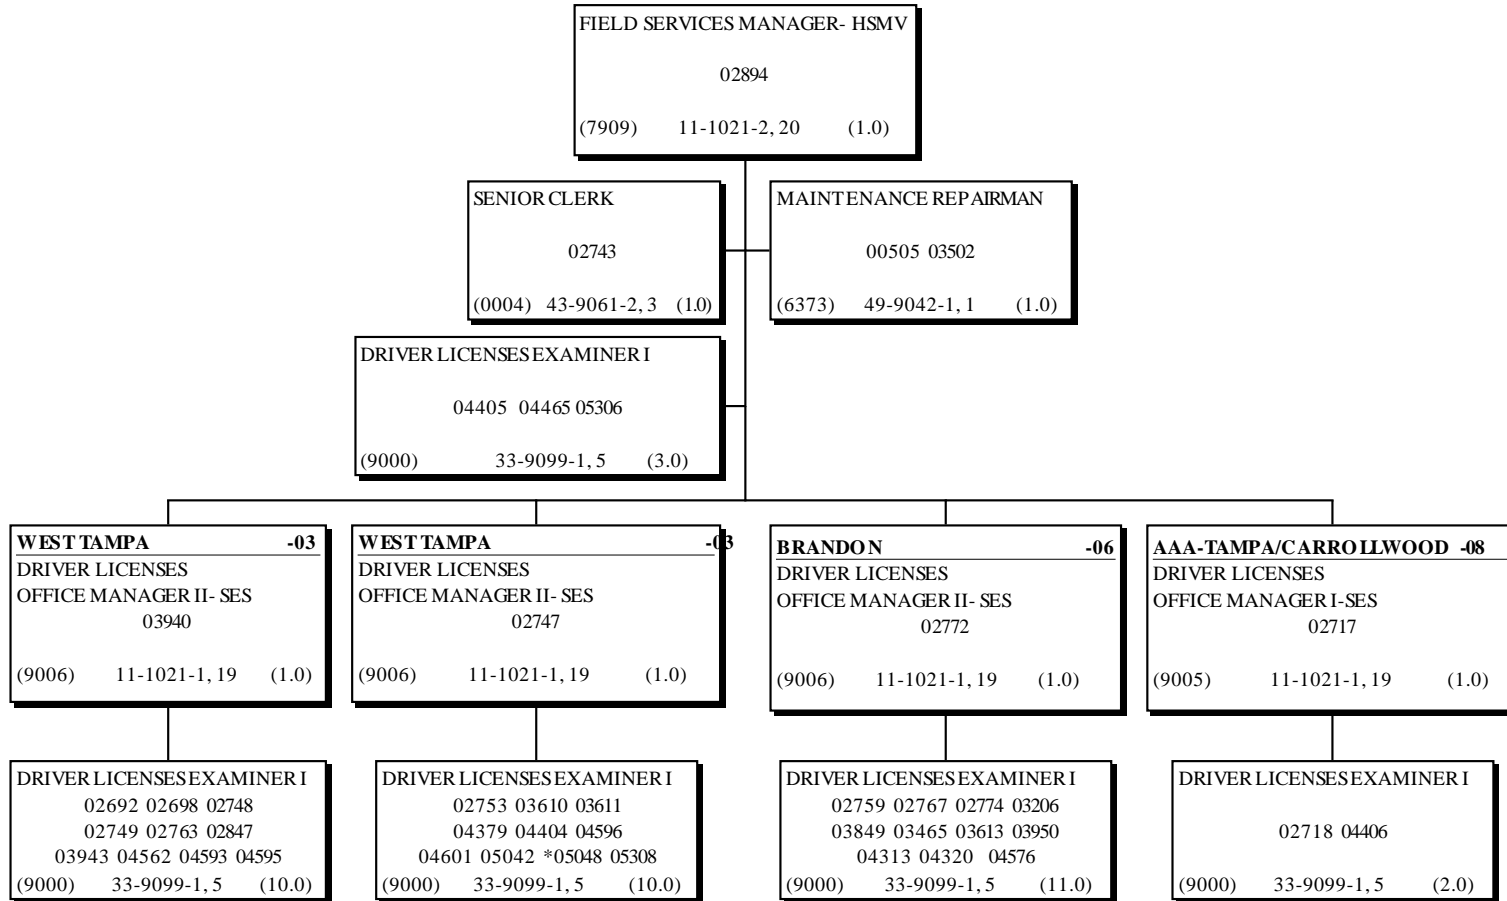 FIELD SERVICES MANAGER- HSMV
02894
(7909) 11-1021-2, 20 (1.0)
SENIOR CLERK
02743
(0004) 43-9061-2, 3 (1.0)
MAINTENANCE REPAIRMAN
00505 03502
(6373) 49-9042-1, 1 (1.0)
DRIVER LICENSES EXAMINER I
04405 04465 05306
(9000) 33-9099-1, 5 (3.0)
WEST TAMPA -03
DRIVER LICENSES
OFFICE MANAGER II- SES
03940
(9006) 11-1021-1, 19 (1.0)
WEST TAMPA -03
DRIVER LICENSES
OFFICE MANAGER II- SES
02747
(9006) 11-1021-1, 19 (1.0)
BRANDON -06
DRIVER LICENSES
OFFICE MANAGER II- SES
02772
(9006) 11-1021-1, 19 (1.0)
AAA-TAMPA/CARROLLWOOD -08
DRIVER LICENSES
OFFICE MANAGER I-SES
02717
(9005) 11-1021-1, 19 (1.0)
DRIVER LICENSES EXAMINER I
02692 02698 02748
02749 02763 02847
03943 04562 04593 04595
(9000) 33-9099-1, 5 (10.0)
DRIVER LICENSES EXAMINER I
02753 03610 03611
04379 04404 04596
04601 05042 *05048 05308
(9000) 33-9099-1, 5 (10.0)
DRIVER LICENSES EXAMINER I
02759 02767 02774 03206
03849 03465 03613 03950
04313 04320 04576
(9000) 33-9099-1, 5 (11.0)
DRIVER LICENSES EXAMINER I
02718 04406
(9000) 33-9099-1, 5 (2.0)